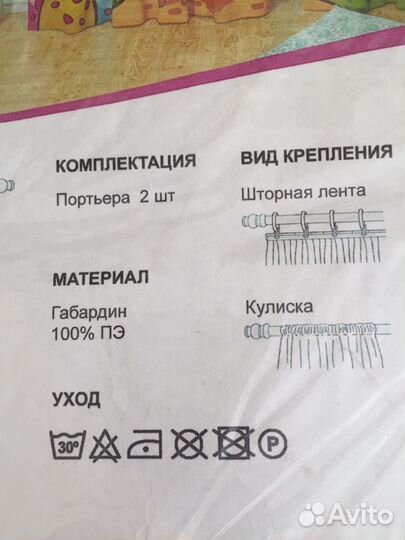 КОМПЛЕКТАЦИЯ
Портьера 2 шт
ВИД КРЕПЛЕНИЯ
Шторная лента
Кулиска
МАТЕРИАЛ
Габардин
100% ПЭ
УХОД
30°
P
Avito